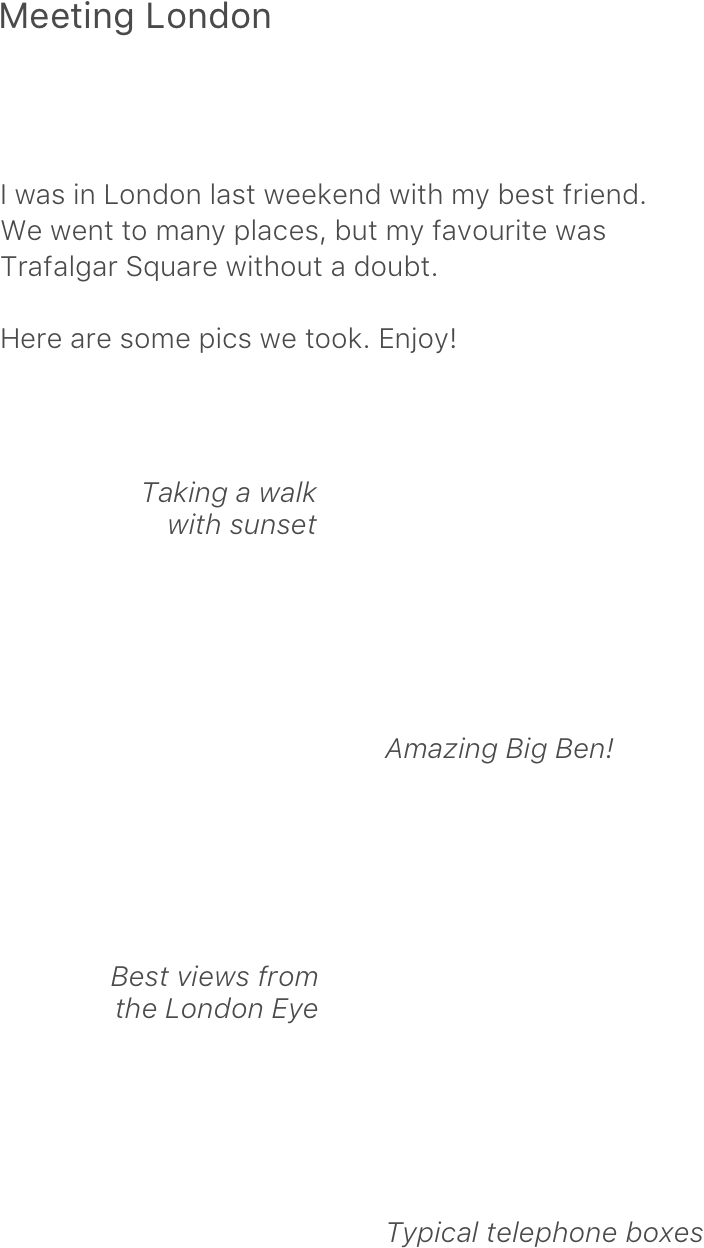 Meeting London
I was in London last weekend with my best friend.
We went to many places, but my favourite was
Trafalgar Square without a doubt.
Here are some pics we took. Enjoy!
Taking a walk
with sunset
Amazing Big Ben!
Best views from
the London Eye
Typical telephone boxes